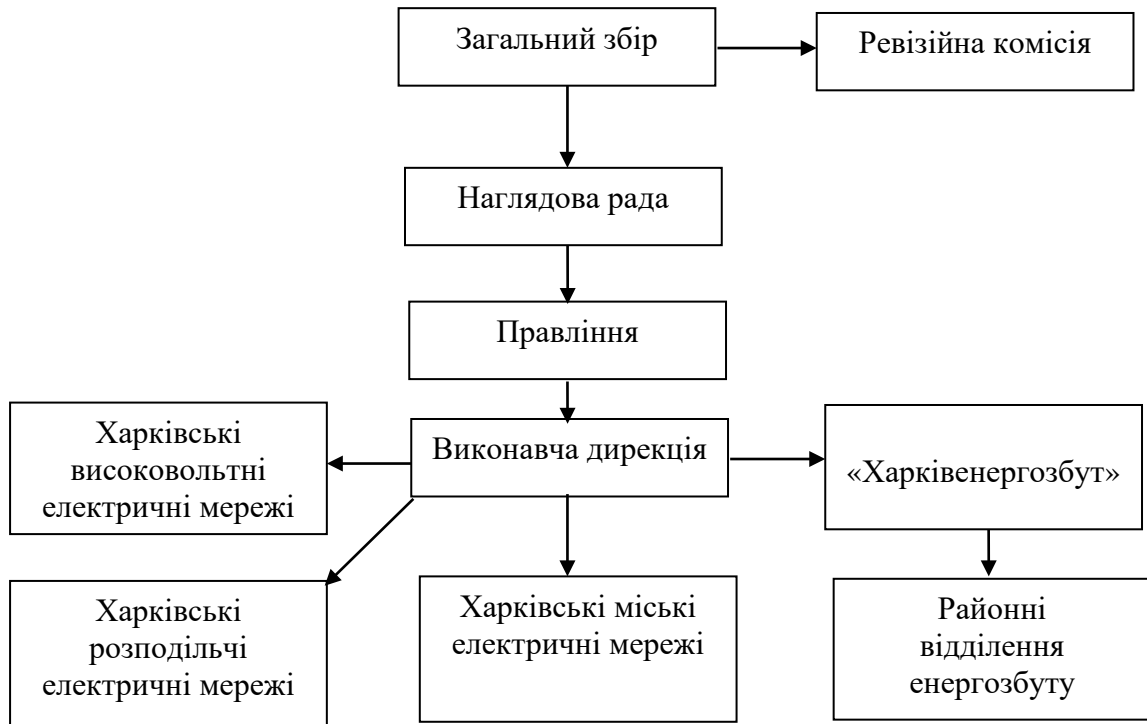 Загальний збір
Ревізійна комісія
Наглядова рада
Правління
Виконавча дирекція
Харківські
високовольтні
електричні мережі
«Харківенергозбут»
Харківські
розподільчі
електричні мережі
Харківські міські
електричні мережі
Районні
відділення
енергозбуту